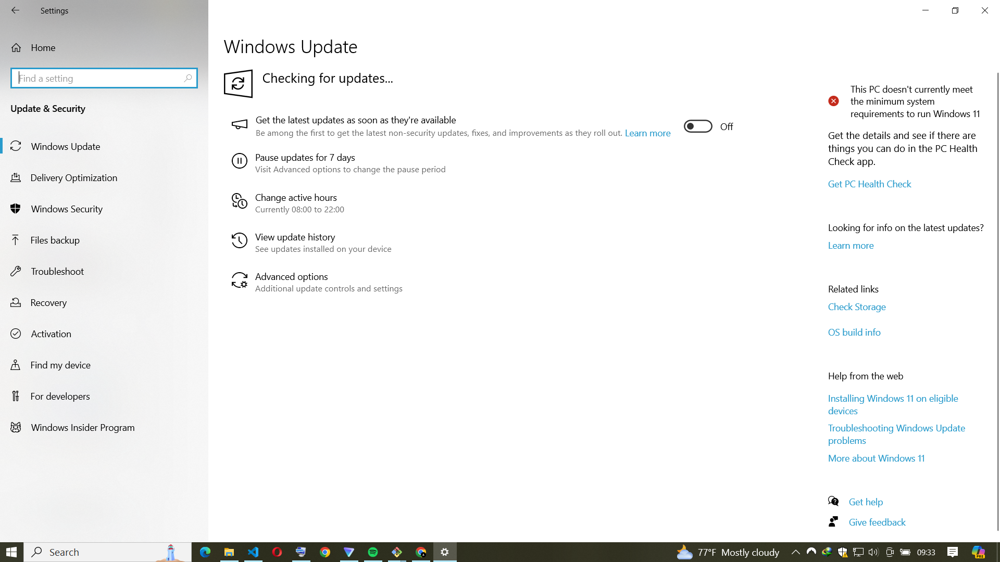 Settings
Home
Find a setting
Update & Security
Windows Update
Delivery Optimization
Windows Security
Files backup
Troubleshoot
Recovery
Activation
Find my device
For developers
Windows Insider Program
Windows Update
Checking for updates...
Get the latest updates as soon as they're available
Be among the first to get the latest non-security updates, fixes, and improvements as they roll out. Learn more
Off
Pause updates for 7 days
Visit Advanced options to change the pause period
Change active hours
Currently 08:00 to 22:00
View update history
See updates installed on your device
Advanced options
Additional update controls and settings
This PC doesn't currently meet
the minimum system
requirements to run Windows 11
Get the details and see if there are
things you can do in the PC Health
Check app.
Get PC Health Check
Looking for info on the latest updates?
Learn more
Related links
Check Storage
OS build info
Help from the web
Installing Windows 11 on eligible
devices
Troubleshooting Windows Update
problems
More about Windows 11
Get help
Give feedback
Search
77°F Mostly cloudy
09:33
PRE